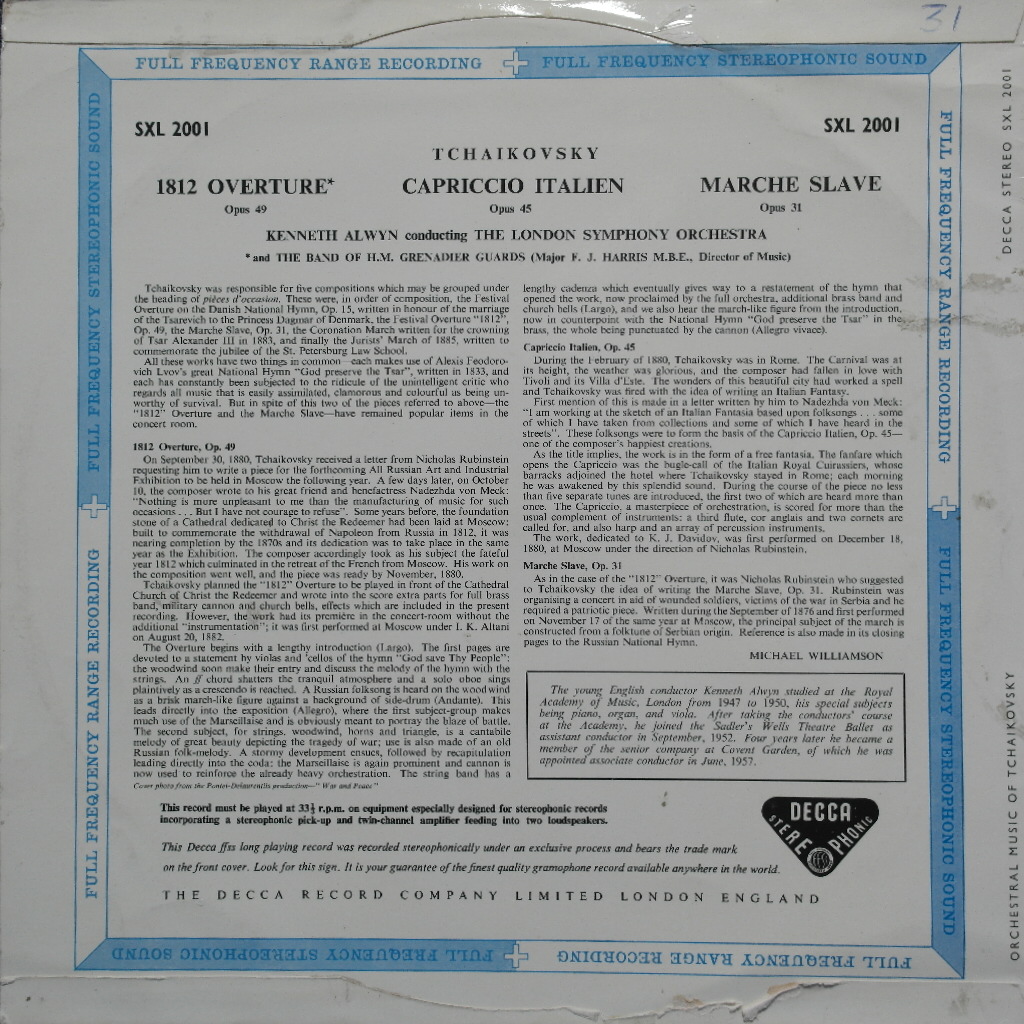 31
FULL FREQUENCY RANGE RECORDING
FULL FREQUENCY STEREOPHONIC SOUND
SXL 2001
SXL 2001
TCHAIKOVSKY
1812 OVERTURE*
CAPRICCIO ITALIEN
MARCHE SLAVE
Opus 49
Opus 45
Opus 31
KENNETH ALWYN conducting THE LONDON SYMPHONY ORCHESTRA
*and THE BAND OF H.M. GRENADIER GUARDS (Major F. J. HARRIS M.B.E., Director of Music)
Tchaikovsky was responsible for five compositions which may be grouped under
the heading of pièces d'occasion. These were, in order of composition, the Festival
Overture on the Danish National Hymn, Op. 15, written in honour of the marriage
of the Tsarevich to the Princess Dagmar of Denmark, the Festival Overture "1812",
Op. 49, the Marche Slave, Op. 31, the Coronation March written for the crowning
of Tsar Alexander III in 1883, and finally the Jurists' March of 1885, written to
commemorate the jubilee of the St. Petersburg Law School.
All these works have two things in common—each makes use of Alexis Feodoro-
vich Lvov's great National Hymn "God preserve the Tsar", written in 1833, and
each has constantly been subjected to the ridicule of the unintelligent critic who
regards all music that is easily assimilated, clamorous and colourful as being un-
worthy of survival. But in spite of this two of the pieces referred to above—the
"1812" Overture and the Marche Slave—have remained popular items in the
concert room.
1812 Overture, Op. 49
On September 30, 1880, Tchaikovsky received a letter from Nicholas Rubinstein
requesting him to write a piece for the forthcoming All Russian Art and Industrial
Exhibition to be held in Moscow the following year. A few days later, on October
10, the composer wrote to his great friend and benefactress Nadezhda von Meck:
"Nothing is more unpleasant to me than the manufacturing of music for such
occasions . . . But I have not courage to refuse". Some years before, the foundation
stone of a Cathedral dedicated to Christ the Redeemer had been laid at Moscow;
built to commemorate the withdrawal of Napoleon from Russia in 1812, it was
nearing completion by the 1870s and its dedication was to take place in the same
year as the Exhibition. The composer accordingly took as his subject the fateful
year 1812 which culminated in the retreat of the French from Moscow. His work on
the composition went well, and the piece was ready by November, 1880.
Tchaikovsky planned the "1812" Overture to be played in front of the Cathedral
Church of Christ the Redeemer and wrote into the score extra parts for full brass
band, military cannon and church bells, effects which are included in the present
recording. However, the work had its première in the concert-room without the
additional "instrumentation"; it was first performed at Moscow under I. K. Altani
on August 20, 1882.
The Overture begins with a lengthy introduction (Largo). The first pages are
devoted to a statement by violas and 'cellos of the hymn "God save Thy People";
the woodwind soon make their entry and discuss the melody of the hymn with the
strings. An ff chord shatters the tranquil atmosphere and a solo oboe sings
plaintively as a crescendo is reached. A Russian folksong is heard on the woodwind
as a brisk march-like figure against a background of side-drum (Andante). This
leads directly into the exposition (Allegro), where the first subject-group makes
much use of the Marseillaise and is obviously meant to portray the blaze of battle.
The second subject, for strings, woodwind, horns and triangle, is a cantabile
melody of great beauty depicting the tragedy of war; use is also made of an old
Russian folk-melody. A stormy development ensues, followed by recapitulation
leading directly into the coda; the Marseillaise is again prominent and cannon is
now used to reinforce the already heavy orchestration. The string band has a
Cover photo from the Ponti-DeLaurentiis production—"War and Peace"
lengthy cadenza which eventually gives way to a restatement of the hymn that
opened the work, now proclaimed by the full orchestra, additional brass band and
church bells (Largo), and we also hear the march-like figure from the introduction,
now in counterpoint with the National Hymn "God preserve the Tsar" in the
brass, the whole being punctuated by the cannon (Allegro vivace).
Capriccio Italien, Op. 45
During the February of 1880, Tchaikovsky was in Rome. The Carnival was at
its height, the weather was glorious, and the composer had fallen in love with
Tivoli and its Villa d'Este. The wonders of this beautiful city had worked a spell
and Tchaikovsky was fired with the idea of writing an Italian Fantasy.
First mention of this is made in a letter written by him to Nadezhda von Meck:
"I am working at the sketch of an Italian Fantasia based upon folksongs . . . some
of which I have taken from collections and some of which I have heard in the
streets". These folksongs were to form the basis of the Capriccio Italien, Op. 45—
one of the composer's happiest creations.
As the title implies, the work is in the form of a free fantasia. The fanfare which
opens the Capriccio was the bugle-call of the Italian Royal Cuirassiers, whose
barracks adjoined the hotel where Tchaikovsky stayed in Rome; each morning
he was awakened by this splendid sound. During the course of the piece no less
than five separate tunes are introduced, the first two of which are heard more than
once. The Capriccio, a masterpiece of orchestration, is scored for more than the
usual complement of instruments: a third flute, cor anglais and two cornets are
called for, and also harp and an array of percussion instruments.
The work, dedicated to K. J. Davidov, was first performed on December 18,
1880, at Moscow under the direction of Nicholas Rubinstein.
Marche Slave, Op. 31
As in the case of the "1812" Overture, it was Nicholas Rubinstein who suggested
to Tchaikovsky the idea of writing the Marche Slave, Op. 31. Rubinstein was
organising a concert in aid of wounded soldiers, victims of the war in Serbia and he
required a patriotic piece. Written during the September of 1876 and first performed
on November 17 of the same year at Moscow, the principal subject of the march is
constructed from a folktune of Serbian origin. Reference is also made in its closing
pages to the Russian National Hymn.
MICHAEL WILLIAMSON
The young English conductor Kenneth Alwyn studied at the Royal
Academy of Music, London from 1947 to 1950, his special subjects
being piano, organ, and viola. After taking the conductors' course
at the Academy, he joined the Sadler's Wells Theatre Ballet as
assistant conductor in September, 1952. Four years later he became a
member of the senior company at Covent Garden, of which he was
appointed associate conductor in June, 1957.
This record must be played at 33⅓ r.p.m. on equipment especially designed for stereophonic records
incorporating a stereophonic pick-up and twin-channel amplifier feeding into two loudspeakers.
This Decca ffss long playing record was recorded stereophonically under an exclusive process and bears the trade mark
on the front cover. Look for this sign. It is your guarantee of the finest quality gramophone record available anywhere in the world.
DECCA
STEREOPHONIC
THE DECCA RECORD COMPANY LIMITED LONDON ENGLAND
FULL FREQUENCY RANGE RECORDING
FULL FREQUENCY STEREOPHONIC SOUND
FULL FREQUENCY RANGE RECORDING
FULL FREQUENCY STEREOPHONIC SOUND
FULL FREQUENCY RANGE RECORDING
FULL FREQUENCY STEREOPHONIC SOUND
DECCA STEREO SXL 2001
ORCHESTRAL MUSIC OF TCHAIKOVSKY